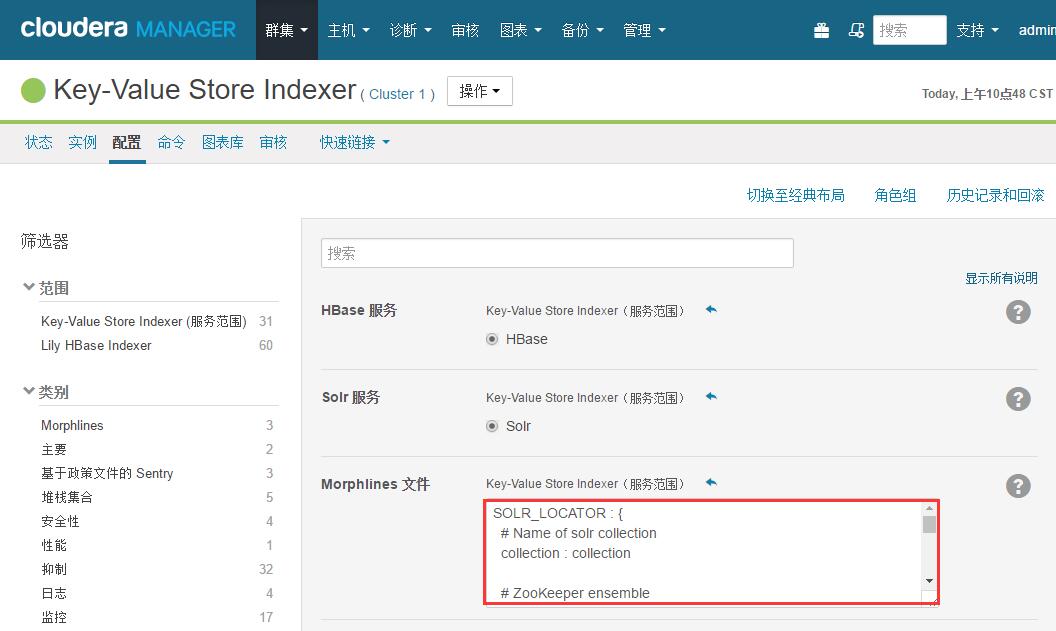 cloudera MANAGER 群集 主机 诊断 审核 图表 备份 管理 搜索 支持 admin
Key-Value Store Indexer ( Cluster 1 ) 操作 Today, 上午10点48 CST
状态 实例 配置 命令 图表库 审核 快速链接
切换至经典布局 角色组 历史记录和回滚
筛选器
搜索
显示所有说明
范围
Key-Value Store Indexer (服务范围) 31
Lily HBase Indexer 60
类别
Morphlines 3
主要 2
基于政策文件的 Sentry 3
堆栈集合 5
安全性 4
性能 1
抑制 32
日志 4
监控 17
HBase 服务 Key-Value Store Indexer（服务范围） ?
HBase
Solr 服务 Key-Value Store Indexer（服务范围） ?
Solr
Morphlines 文件 Key-Value Store Indexer（服务范围） ?
SOLR_LOCATOR : {
# Name of solr collection
collection : collection
# ZooKeeper ensemble